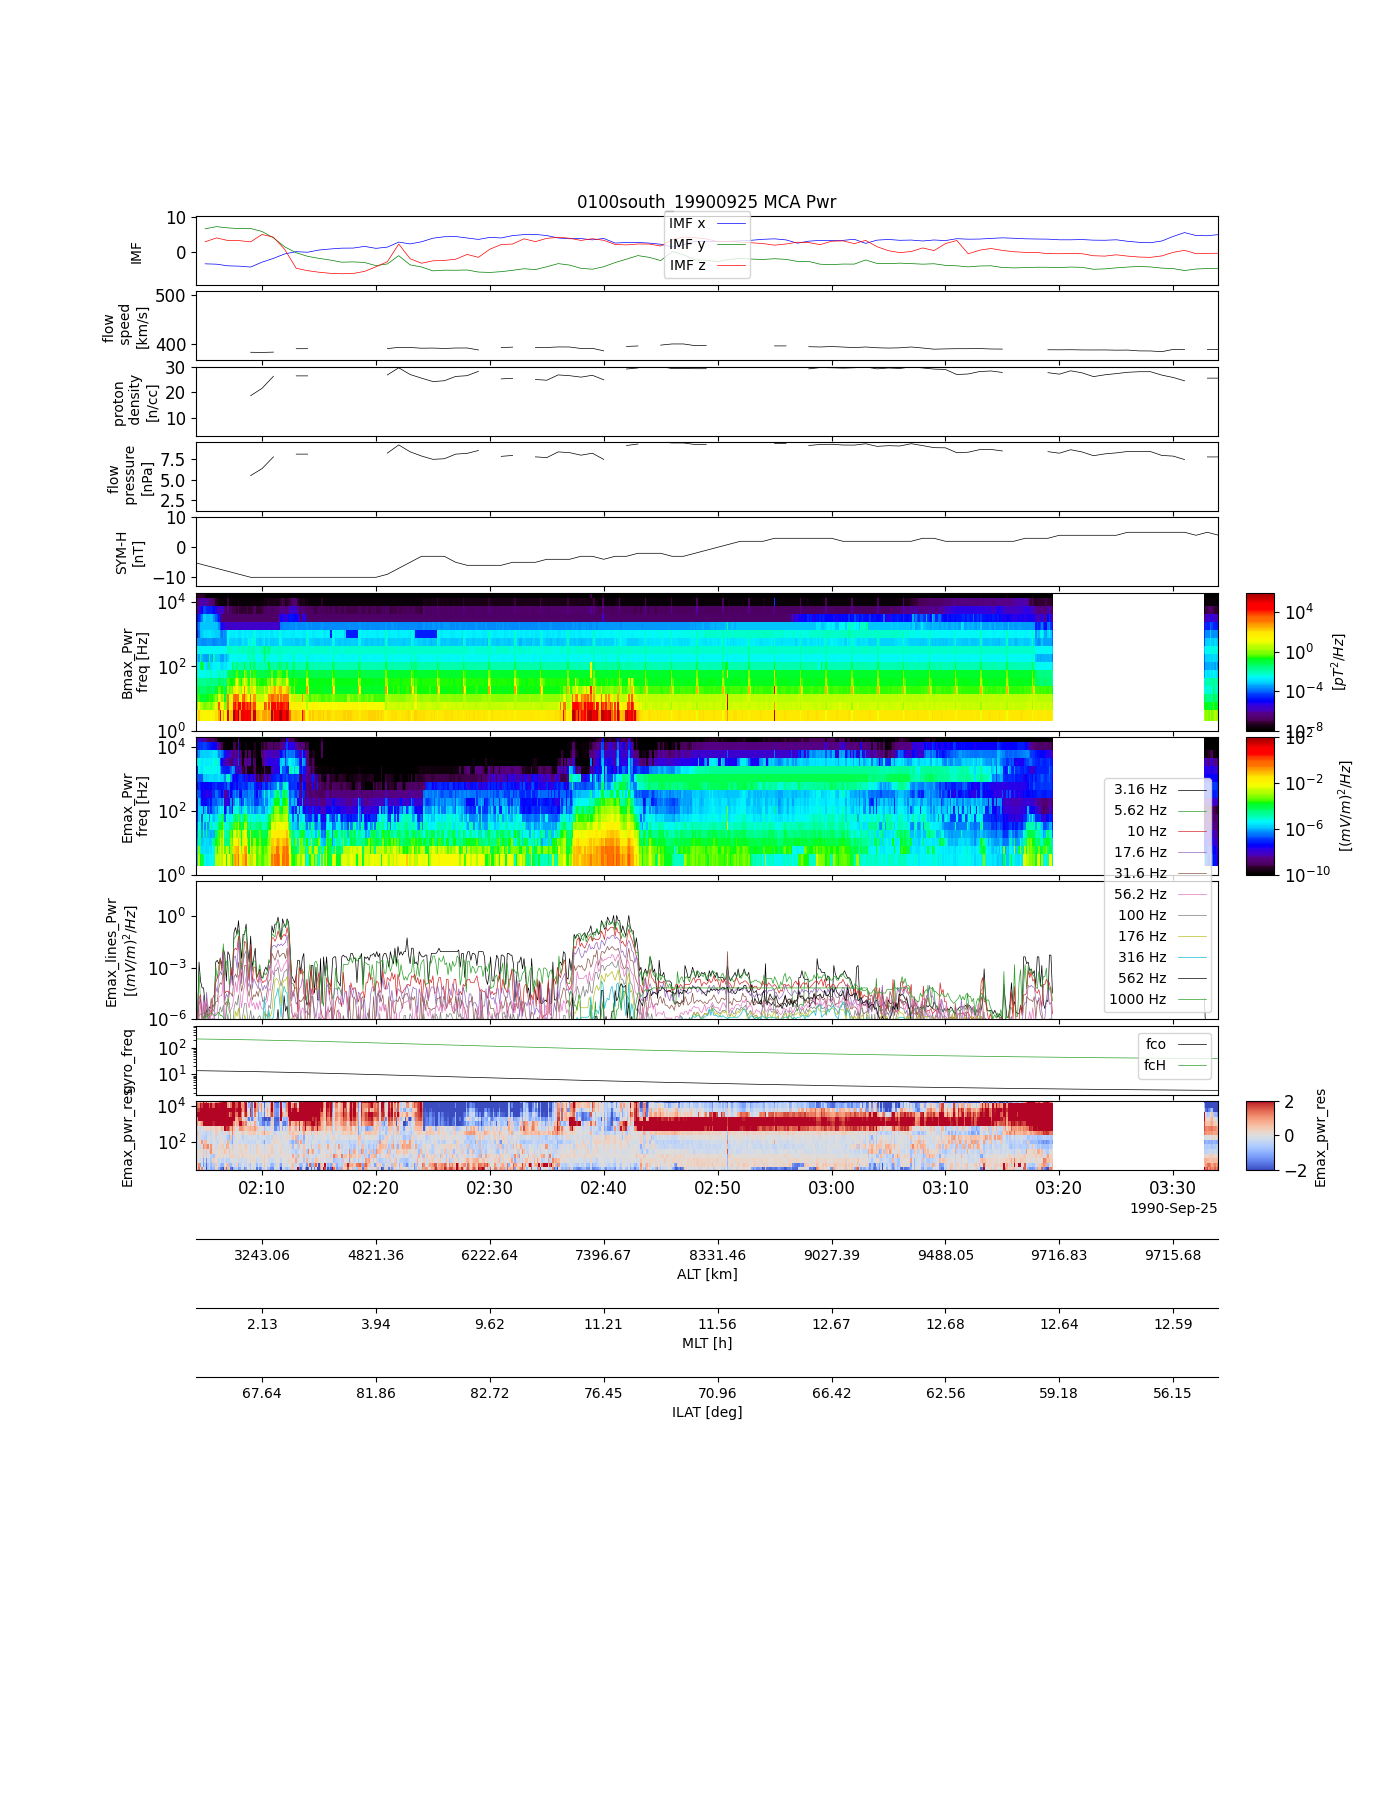 0100south_19900925 MCA Pwr
10
0
IMF
IMF x
IMF y
IMF z
500
400
flow
speed
[km/s]
30
20
10
proton
density
[n/cc]
7.5
5.0
2.5
flow
pressure
[nPa]
10
0
−10
SYM-H
[nT]
10^4
10^2
10^0
Bmax_Pwr
freq [Hz]
10^4
10^0
10^−4
10^−8
[pT^2/Hz]
10^4
10^2
10^0
Emax_Pwr
freq [Hz]
10^2
10^−2
10^−6
10^−10
[(mV/m)^2/Hz]
3.16 Hz
5.62 Hz
10 Hz
17.6 Hz
31.6 Hz
56.2 Hz
100 Hz
176 Hz
316 Hz
562 Hz
1000 Hz
10^0
10^−3
10^−6
Emax_lines_Pwr
[(mV/m)^2/Hz]
10^2
10^1
gyro_freq
fco
fcH
10^4
10^2
Emax_pwr_res
2
0
−2
Emax_pwr_res
02:10 02:20 02:30 02:40 02:50 03:00 03:10 03:20 03:30
1990-Sep-25
3243.06 4821.36 6222.64 7396.67 8331.46 9027.39 9488.05 9716.83 9715.68
ALT [km]
2.13 3.94 9.62 11.21 11.56 12.67 12.68 12.64 12.59
MLT [h]
67.64 81.86 82.72 76.45 70.96 66.42 62.56 59.18 56.15
ILAT [deg]